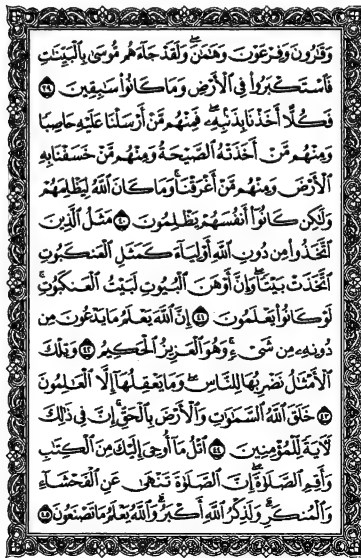 وَقَٰرُونَ وَفِرْعَوْنَ وَهَٰمَٰنَ ۖ وَلَقَدْ جَآءَهُم مُّوسَىٰ بِٱلْبَيِّنَٰتِ
فَٱسْتَكْبَرُوا۟ فِى ٱلْأَرْضِ وَمَا كَانُوا۟ سَٰبِقِينَ ٣٩
فَكُلًّا أَخَذْنَا بِذَنۢبِهِۦ ۖ فَمِنْهُم مَّنْ أَرْسَلْنَا عَلَيْهِ حَاصِبًا
وَمِنْهُم مَّنْ أَخَذَتْهُ ٱلصَّيْحَةُ وَمِنْهُم مَّنْ خَسَفْنَا بِهِ
ٱلْأَرْضَ وَمِنْهُم مَّنْ أَغْرَقْنَا ۚ وَمَا كَانَ ٱللَّهُ لِيَظْلِمَهُمْ
وَلَٰكِن كَانُوٓا۟ أَنفُسَهُمْ يَظْلِمُونَ ٤٠ مَثَلُ ٱلَّذِينَ
ٱتَّخَذُوا۟ مِن دُونِ ٱللَّهِ أَوْلِيَآءَ كَمَثَلِ ٱلْعَنكَبُوتِ
ٱتَّخَذَتْ بَيْتًا ۖ وَإِنَّ أَوْهَنَ ٱلْبُيُوتِ لَبَيْتُ ٱلْعَنكَبُوتِ ۖ
لَوْ كَانُوا۟ يَعْلَمُونَ ٤١ إِنَّ ٱللَّهَ يَعْلَمُ مَا يَدْعُونَ مِن
دُونِهِۦ مِن شَىْءٍ ۚ وَهُوَ ٱلْعَزِيزُ ٱلْحَكِيمُ ٤٢ وَتِلْكَ
ٱلْأَمْثَٰلُ نَضْرِبُهَا لِلنَّاسِ ۖ وَمَا يَعْقِلُهَآ إِلَّا ٱلْعَٰلِمُونَ
٤٣ خَلَقَ ٱللَّهُ ٱلسَّمَٰوَٰتِ وَٱلْأَرْضَ بِٱلْحَقِّ ۚ إِنَّ فِى ذَٰلِكَ
لَءَايَةً لِّلْمُؤْمِنِينَ ٤٤ ٱتْلُ مَآ أُوحِىَ إِلَيْكَ مِنَ ٱلْكِتَٰبِ
وَأَقِمِ ٱلصَّلَوٰةَ ۖ إِنَّ ٱلصَّلَوٰةَ تَنْهَىٰ عَنِ ٱلْفَحْشَآءِ
وَٱلْمُنكَرِ ۗ وَلَذِكْرُ ٱللَّهِ أَكْبَرُ ۗ وَٱللَّهُ يَعْلَمُ مَا تَصْنَعُونَ ٤٥